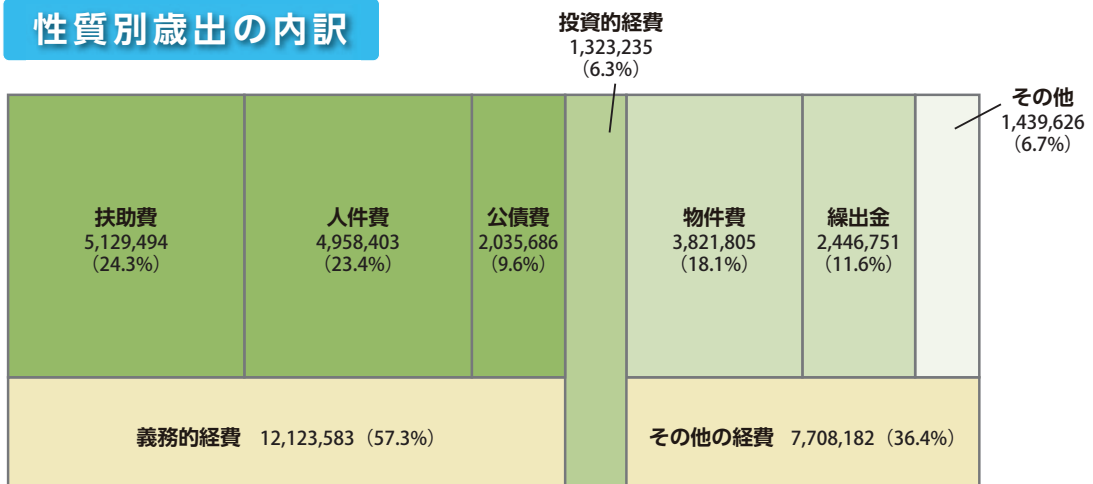 性質別歳出の内訳
投資的経費
1,323,235
（6.3%）
その他
1,439,626
（6.7%）
扶助費
5,129,494
（24.3%）
人件費
4,958,403
（23.4%）
公債費
2,035,686
（9.6%）
物件費
3,821,805
（18.1%）
繰出金
2,446,751
（11.6%）
義務的経費 12,123,583（57.3%）
その他の経費 7,708,182（36.4%）